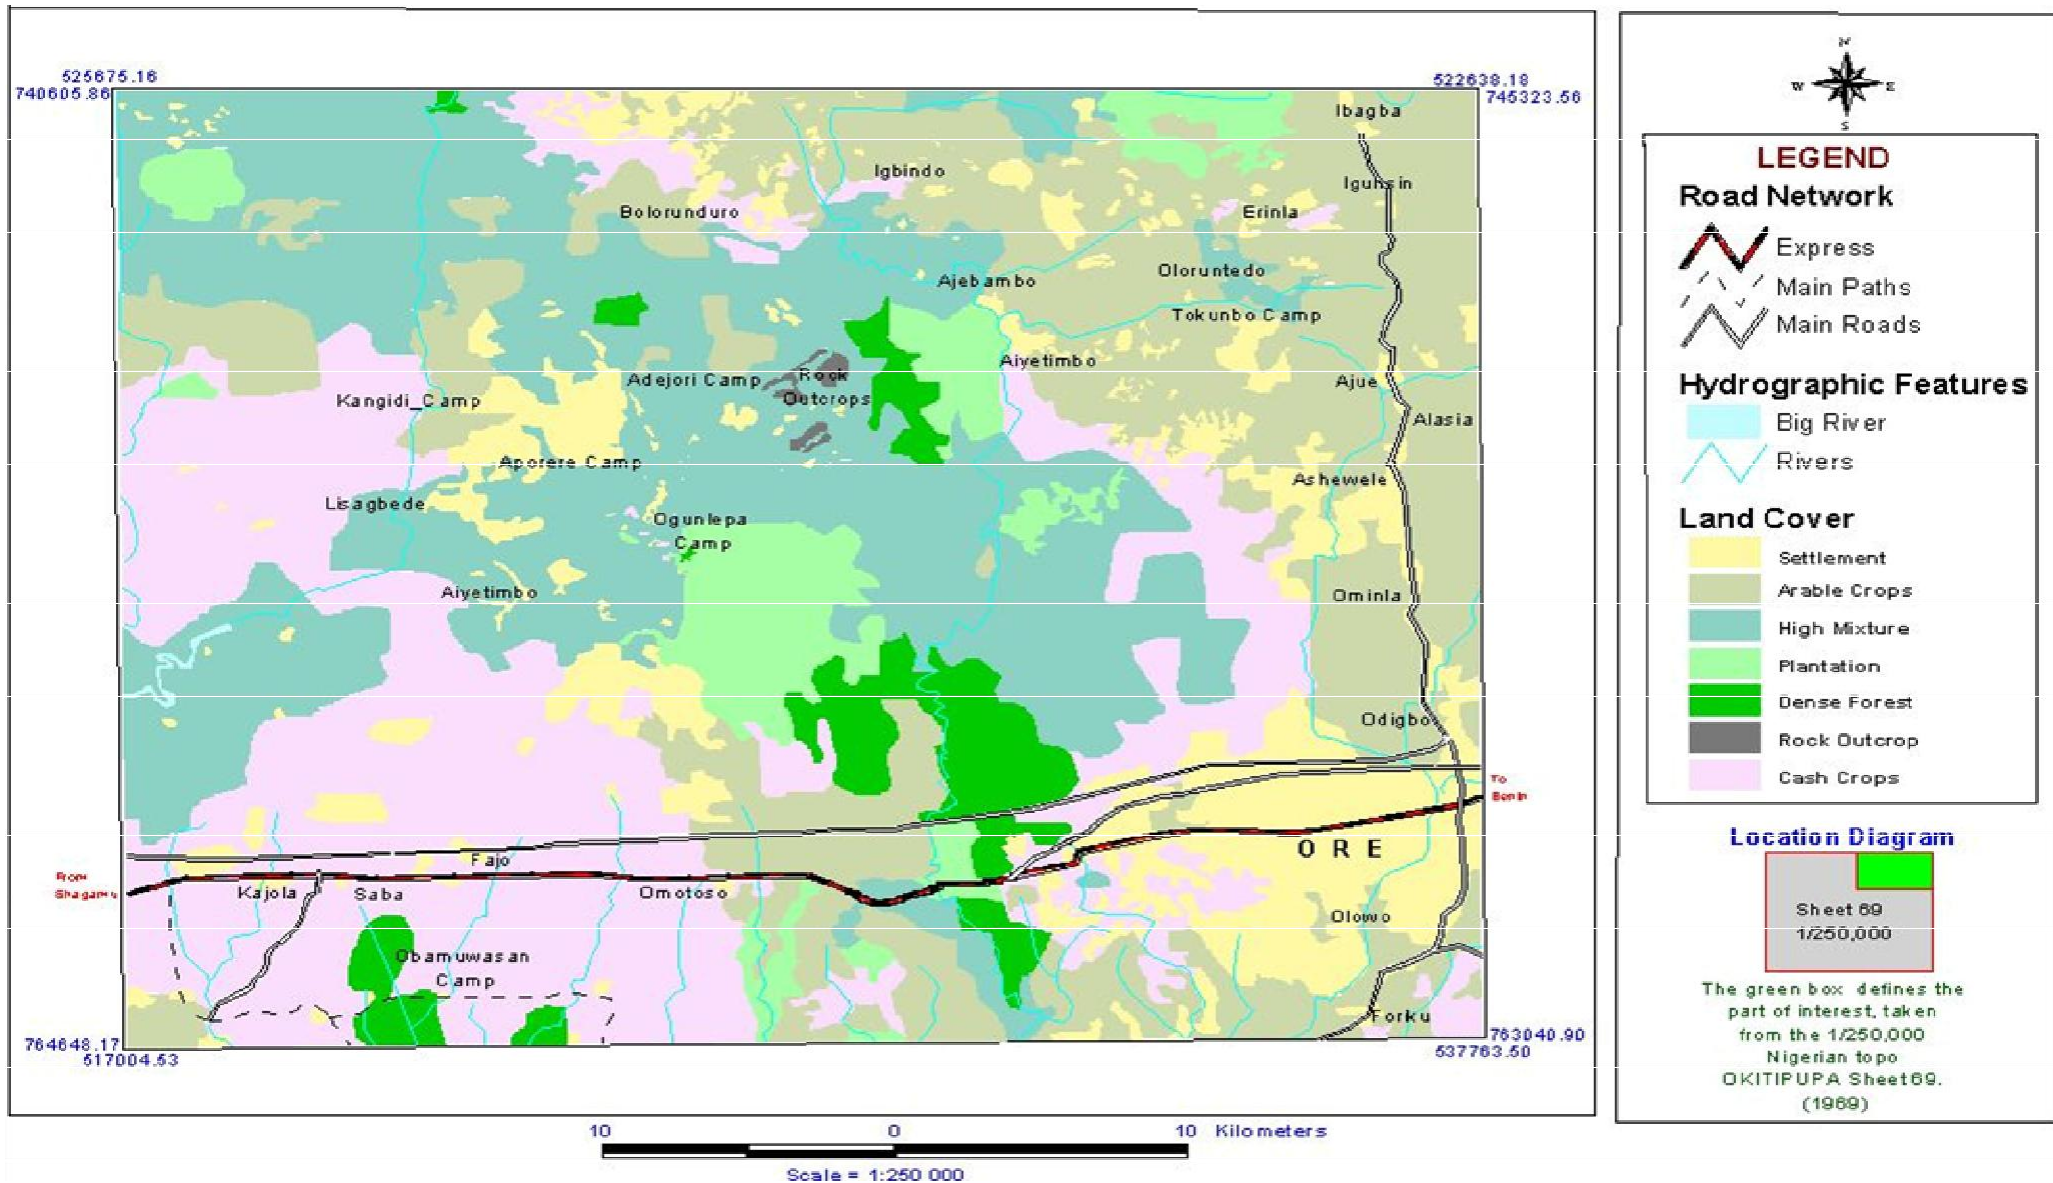 525675.16
740605.86
522638.18
745323.56
Ibagba
Igbindo
Iguhsin
Bolorunduro
Erinla
Ajebambo
Oloruntedo
Tokunbo Camp
Aiyetimbo
Adejori Camp
Rock
Outcrops
Ajue
Kangidi_Camp
Alasia
Aporere Camp
Ashewele
Lisagbede
Ogunlepa
Camp
Aiyetimbo
Ominla
Odigbo
To
Benin
ORE
Fajo
From
Shagamu
Kajola
Saba
Omotoso
Olowo
Obamuwasan
Camp
Forku
764648.17
517004.53
763040.90
537763.50
10 0 10 Kilometers
Scale = 1:250 000
N
W E
S
LEGEND
Road Network
Express
Main Paths
Main Roads
Hydrographic Features
Big River
Rivers
Land Cover
Settlement
Arable Crops
High Mixture
Plantation
Dense Forest
Rock Outcrop
Cash Crops
Location Diagram
Sheet 69
1/250,000
The green box defines the
part of interest, taken
from the 1/250,000
Nigerian topo
OKITIPUPA Sheet69.
(1969)